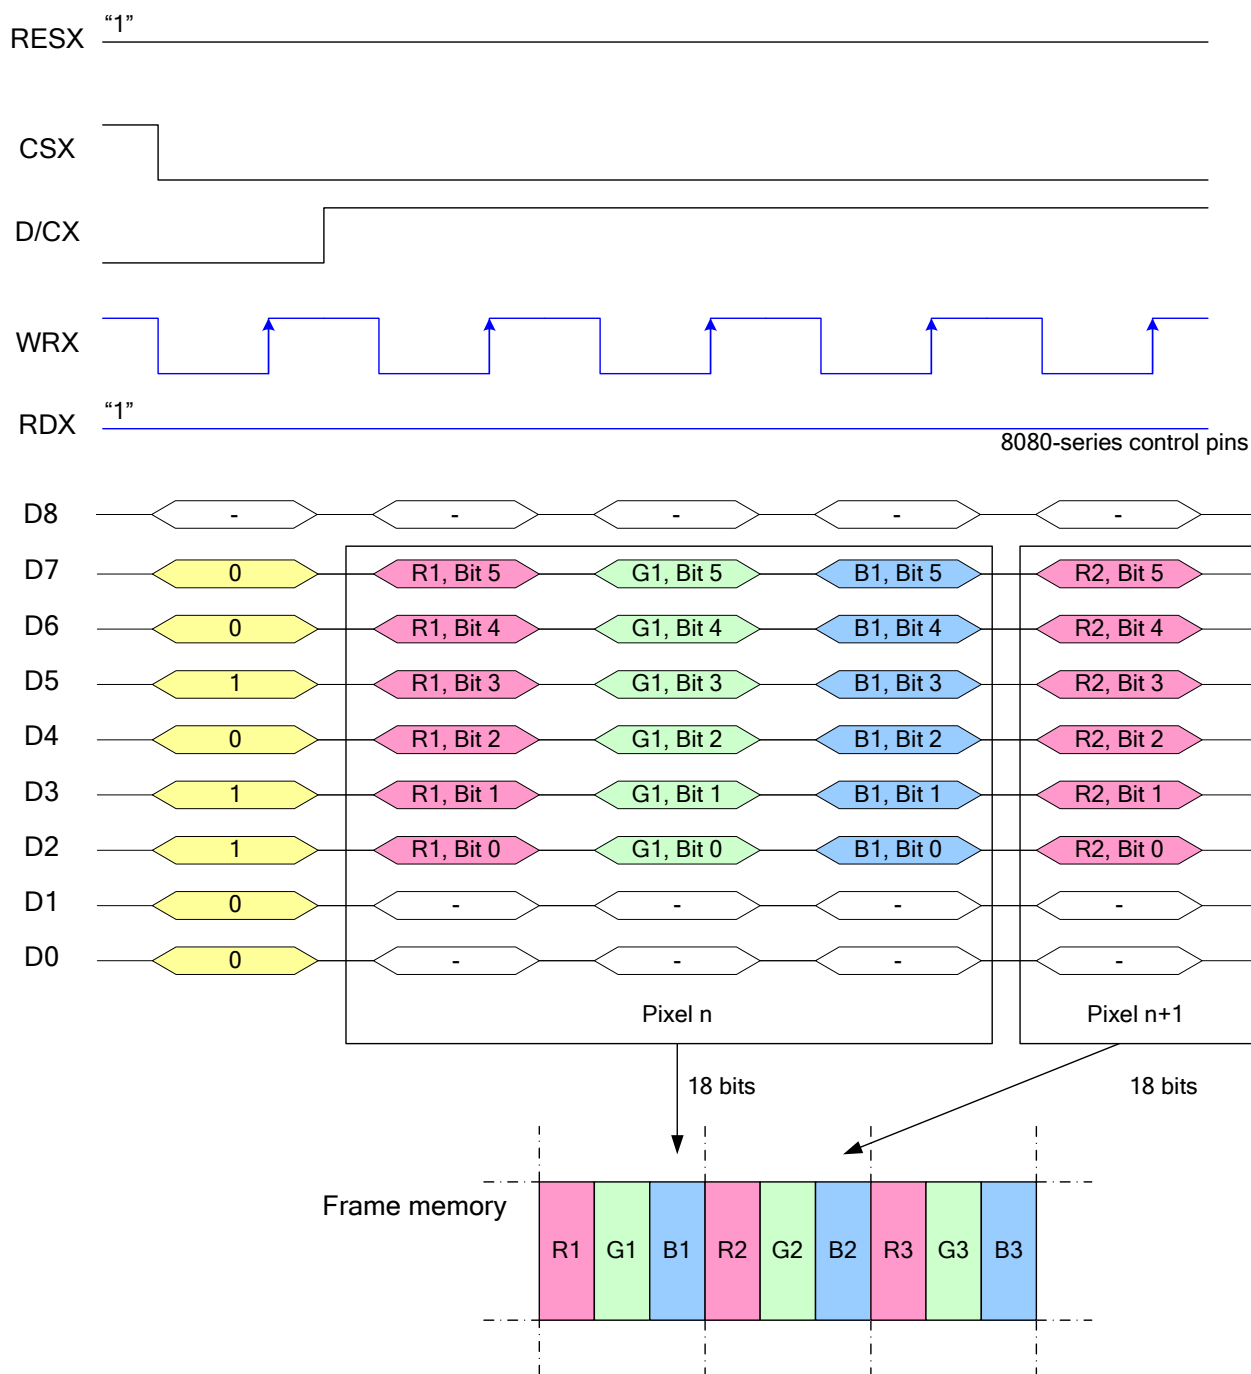 RESX “1”
CSX
D/CX
WRX
RDX “1”
8080-series control pins
D8 - - - - -
D7 0 R1, Bit 5 G1, Bit 5 B1, Bit 5 R2, Bit 5
D6 0 R1, Bit 4 G1, Bit 4 B1, Bit 4 R2, Bit 4
D5 1 R1, Bit 3 G1, Bit 3 B1, Bit 3 R2, Bit 3
D4 0 R1, Bit 2 G1, Bit 2 B1, Bit 2 R2, Bit 2
D3 1 R1, Bit 1 G1, Bit 1 B1, Bit 1 R2, Bit 1
D2 1 R1, Bit 0 G1, Bit 0 B1, Bit 0 R2, Bit 0
D1 0 - - - -
D0 0 - - - -
Pixel n Pixel n+1
18 bits 18 bits
Frame memory
R1 G1 B1 R2 G2 B2 R3 G3 B3